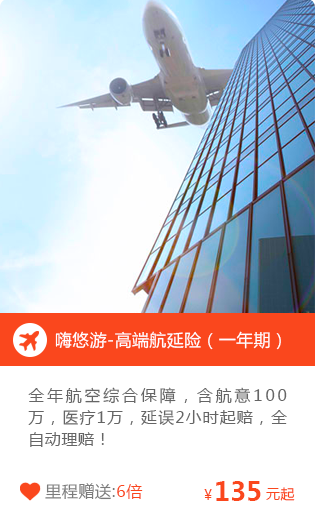 嗨悠游-高端航延险（一年期）
全年航空综合保障，含航意100
万，医疗1万，延误2小时起赔，全
自动理赔！
里程赠送:6倍
¥135元起